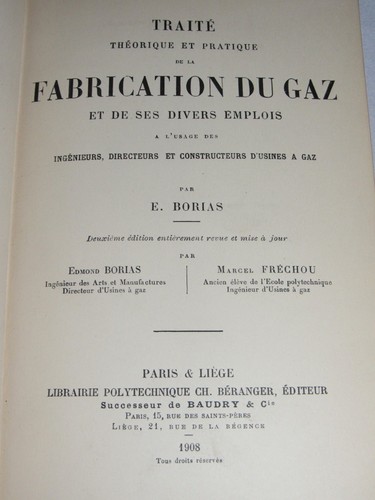 TRAITÉ
THÉORIQUE ET PRATIQUE
DE LA
FABRICATION DU GAZ
ET DE SES DIVERS EMPLOIS
A L'USAGE DES
INGÉNIEURS, DIRECTEURS ET CONSTRUCTEURS D'USINES A GAZ
PAR
E. BORIAS
Deuxième édition entièrement revue et mise à jour
PAR
EDMOND BORIAS
Ingénieur des Arts et Manufactures
Directeur d'Usines à gaz
MARCEL FRÉCHOU
Ancien élève de l'Ecole polytechnique
Ingénieur d'Usines à gaz
PARIS & LIÉGE
LIBRAIRIE POLYTECHNIQUE CH. BÉRANGER, ÉDITEUR
Successeur de BAUDRY & Cie
PARIS, 15, RUE DES SAINTS-PÈRES
LIÉGE, 21, RUE DE LA RÉGENCE
1908
Tous droits réservés